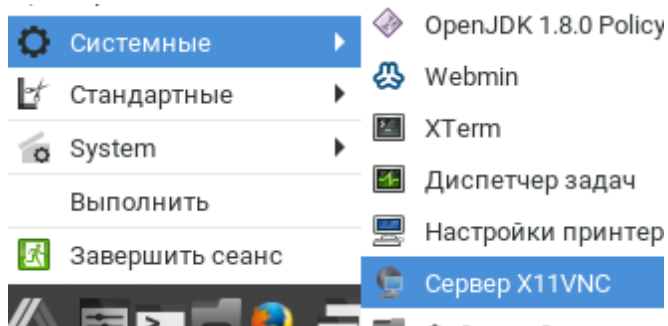 Системные
Стандартные
System
Выполнить
Завершить сеанс
OpenJDK 1.8.0 Policy
Webmin
XTerm
Диспетчер задач
Настройки принтер
Сервер X11VNC